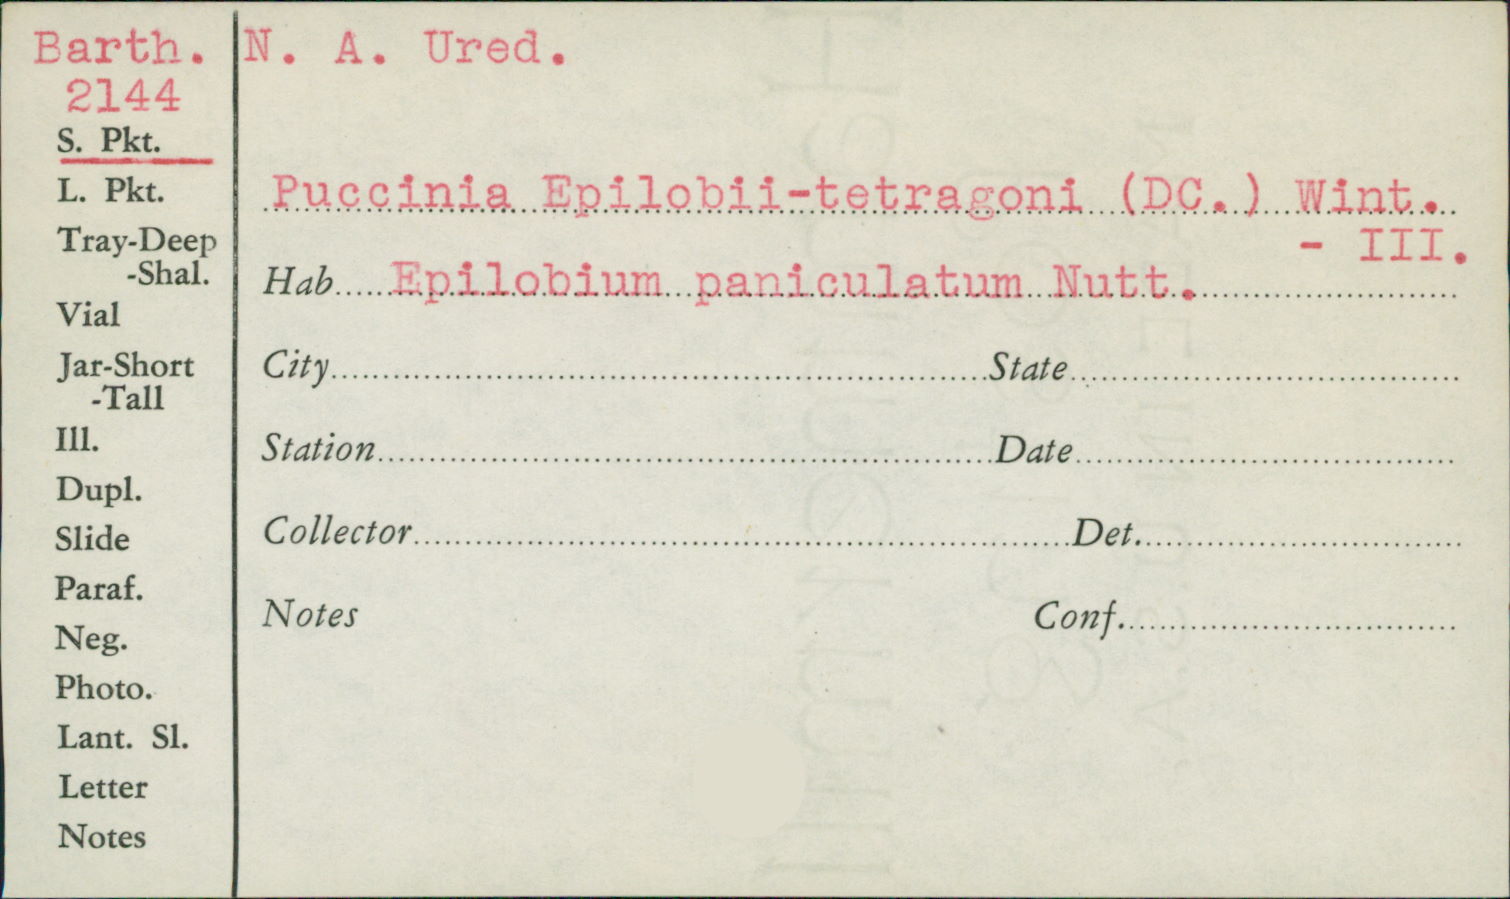 Barth. N. A. Ured.
2144
S. Pkt.
L. Pkt.
Tray-Deep
-Shal.
Vial
Jar-Short
-Tall
Ill.
Dupl.
Slide
Paraf.
Neg.
Photo.
Lant. Sl.
Letter
Notes
Puccinia Epilobii-tetragoni (DC.) Wint.
- III.
Hab. Epilobium paniculatum Nutt.
City State
Station Date
Collector Det.
Notes Conf.